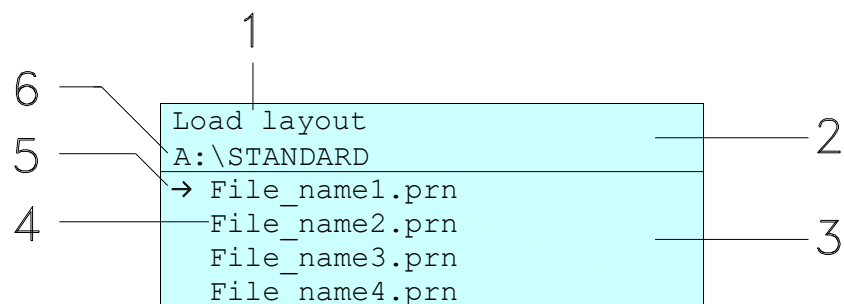 1
6
Load layout
2
A:\STANDARD
5
→ File_name1.prn
4
File_name2.prn
3
File_name3.prn
File_name4.prn